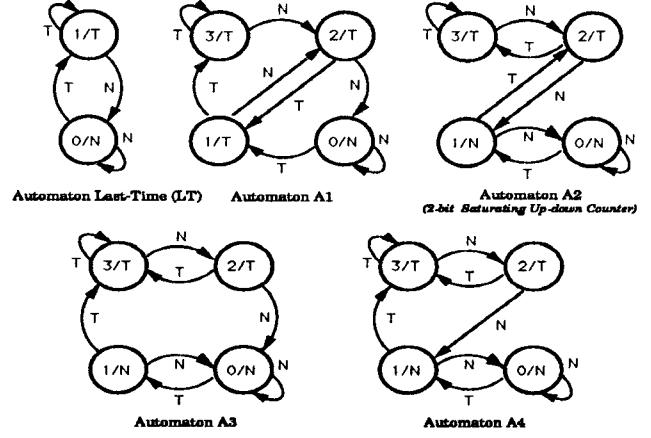 T 1/T T N 0/N N
T 3/T N 2/T T N T N 1/T T 0/N N
T 3/T N T 2/T T N 1/N N T 0/N N
Automaton Last-Time (LT)
Automaton A1
Automaton A2
(2-bit Saturating Up-down Counter)
T 3/T N T 2/T T N 1/N N T 0/N N
T 3/T N T 2/T T N 1/N N T 0/N N
Automaton A3
Automaton A4